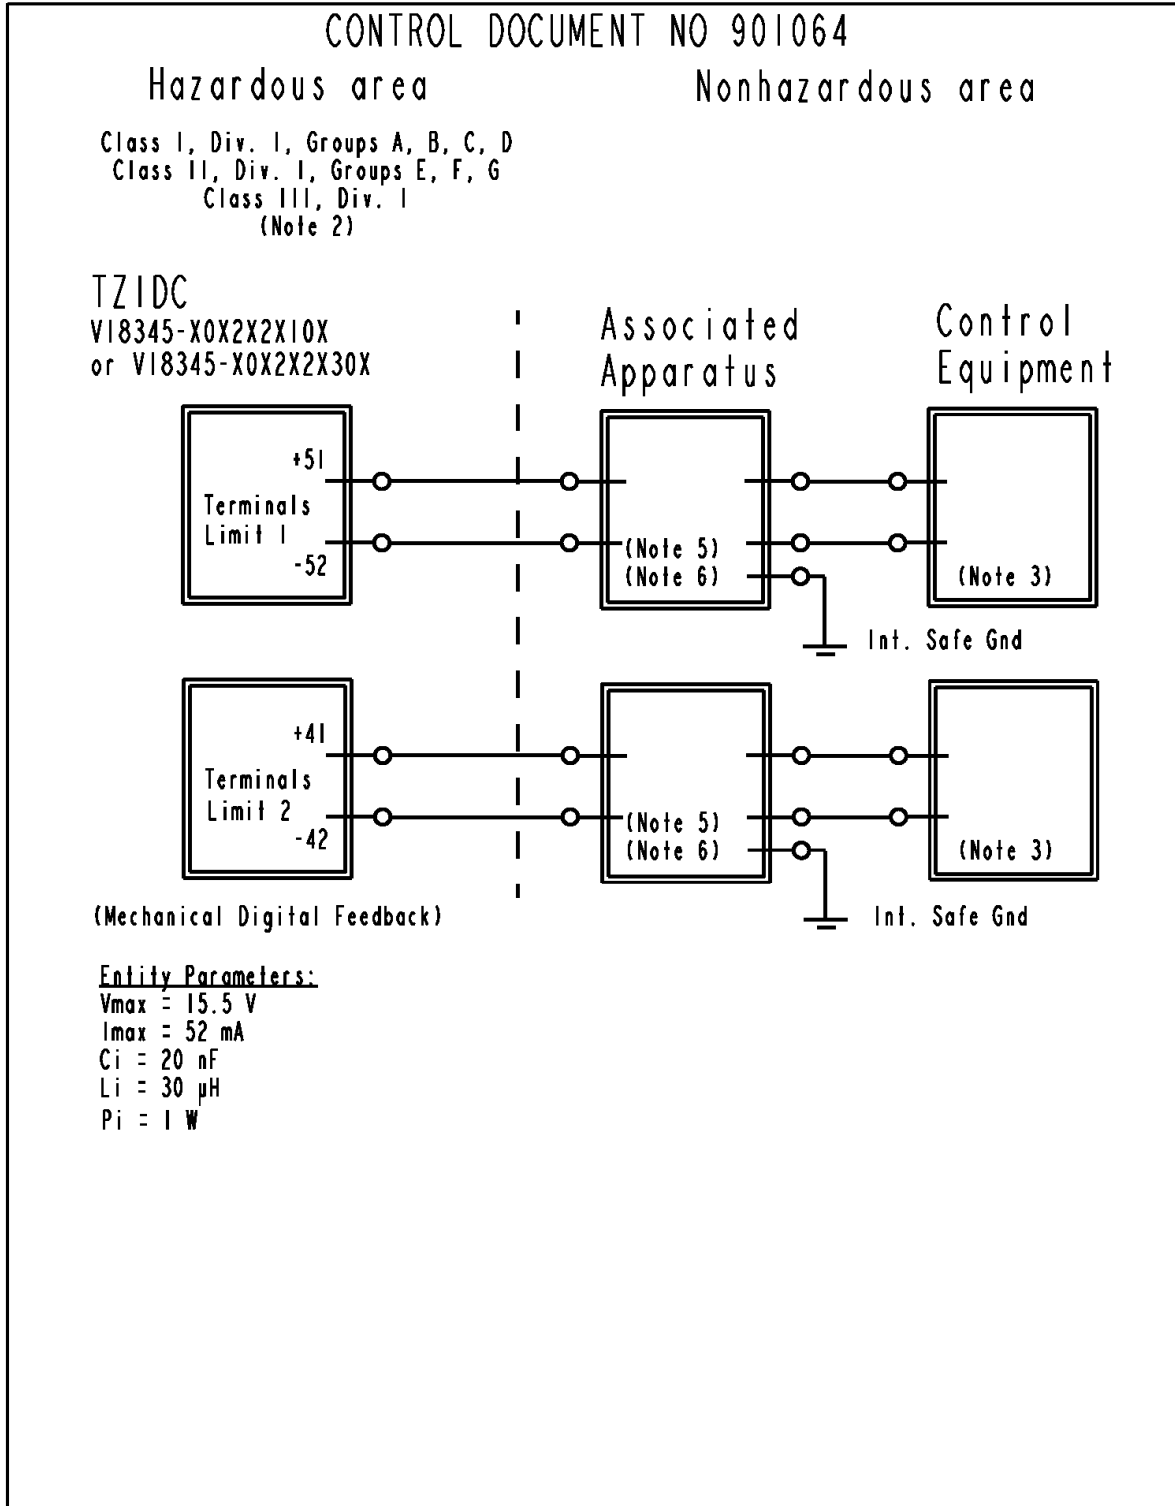 CONTROL DOCUMENT NO 901064
Hazardous area
Nonhazardous area
Class I, Div. I, Groups A, B, C, D
Class II, Div. I, Groups E, F, G
Class III, Div. I
(Note 2)
TZIDC
V18345-X0X2X2X10X
or V18345-X0X2X2X30X
Associated
Apparatus
Control
Equipment
+51
Terminals
Limit 1
-52
(Note 5)
(Note 6)
(Note 3)
Int. Safe Gnd
+41
Terminals
Limit 2
-42
(Note 5)
(Note 6)
(Note 3)
(Mechanical Digital Feedback)
Int. Safe Gnd
Entity Parameters:
Vmax = 15.5 V
Imax = 52 mA
Ci = 20 nF
Li = 30 µH
Pi = 1 W